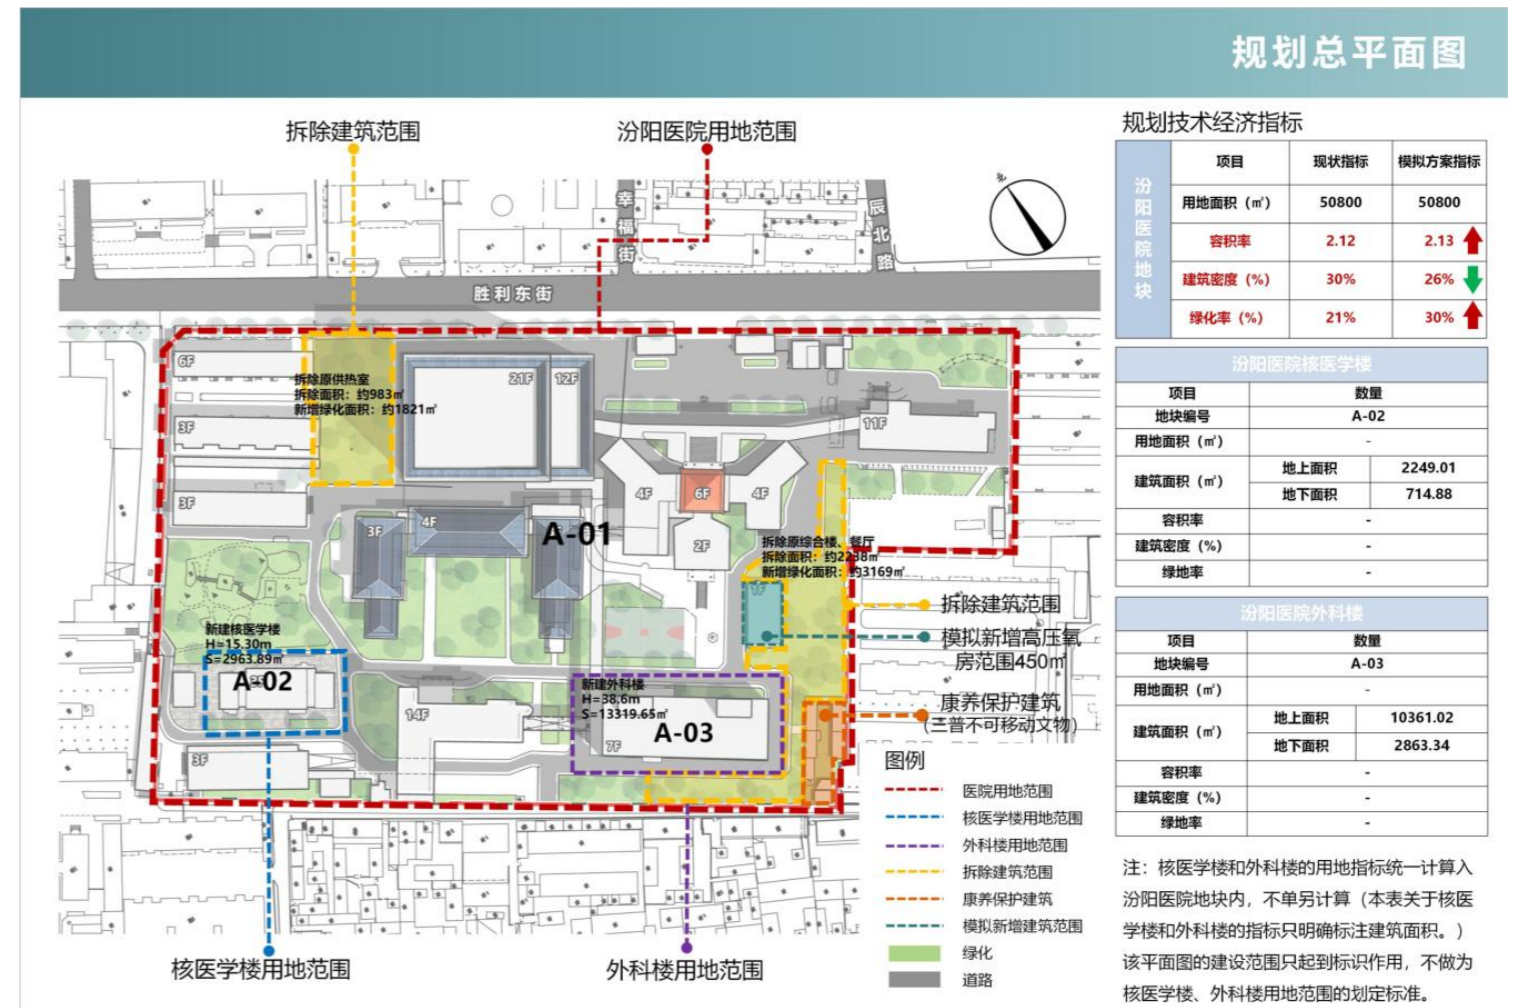 规划总平面图
拆除建筑范围
汾阳医院用地范围
幸福街
辰北路
北
胜利东街
6F
拆除原供热室
拆除面积：约983㎡
新增绿化面积：约1821㎡
21F
12F
3F
11F
3F
4F
6F
4F
3F
4F
A-01
2F
拆除原综合楼、餐厅
拆除面积：约2238㎡
新增绿化面积：约3169㎡
1F
拆除建筑范围
模拟新增高压氧
房范围450㎡
新建核医学楼
H=15.30m
S=2963.89㎡
A-02
新建外科楼
H=38.6m
S=13319.65㎡
A-03
7F
14F
3F
康养保护建筑
（三普不可移动文物）
核医学楼用地范围
外科楼用地范围
图例
医院用地范围
核医学楼用地范围
外科楼用地范围
拆除建筑范围
康养保护建筑
模拟新增建筑范围
绿化
道路
规划技术经济指标
汾阳医院地块
项目 现状指标 模拟方案指标
用地面积（㎡） 50800 50800
容积率 2.12 2.13
建筑密度（%） 30% 26%
绿化率（%） 21% 30%
汾阳医院核医学楼
项目 数量
地块编号 A-02
用地面积（㎡） -
建筑面积（㎡） 地上面积 2249.01
地下面积 714.88
容积率 -
建筑密度（%） -
绿地率 -
汾阳医院外科楼
项目 数量
地块编号 A-03
用地面积（㎡） -
建筑面积（㎡） 地上面积 10361.02
地下面积 2863.34
容积率 -
建筑密度（%） -
绿地率 -
注：核医学楼和外科楼的用地指标统一计算入
汾阳医院地块内，不单另计算（本表关于核医
学楼和外科楼的指标只明确标注建筑面积。）
该平面图的建设范围只起到标识作用，不做为
核医学楼、外科楼用地范围的划定标准。